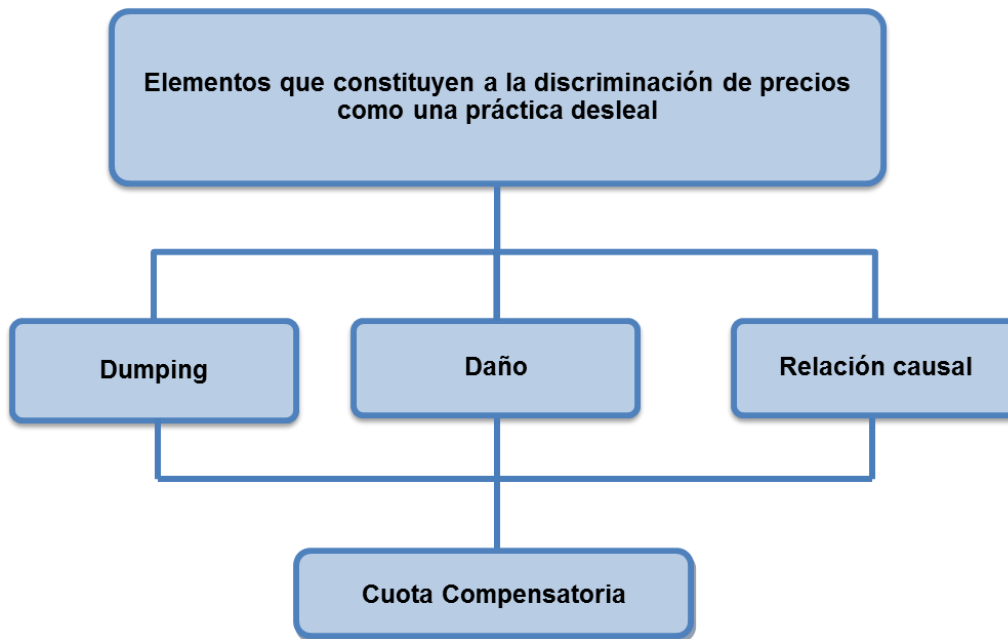 Elementos que constituyen a la discriminación de precios
como una práctica desleal
Dumping
Daño
Relación causal
Cuota Compensatoria